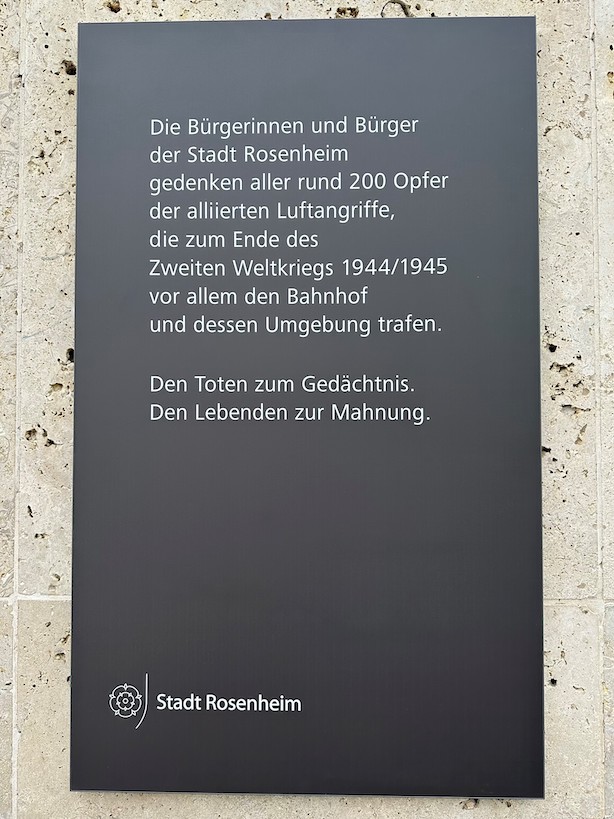 Die Bürgerinnen und Bürger
der Stadt Rosenheim
gedenken aller rund 200 Opfer
der alliierten Luftangriffe,
die zum Ende des
Zweiten Weltkriegs 1944/1945
vor allem den Bahnhof
und dessen Umgebung trafen.
Den Toten zum Gedächtnis.
Den Lebenden zur Mahnung.
Stadt Rosenheim